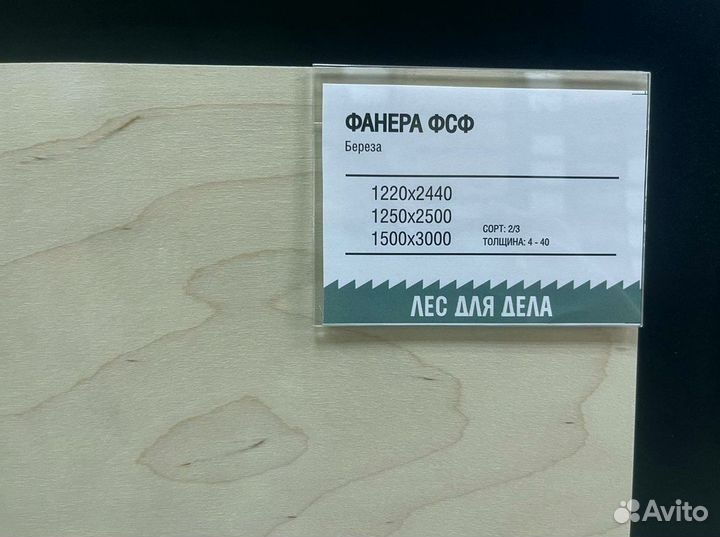 ФАНЕРА ФСФ
Береза
1220x2440
1250x2500
1500x3000
СОРТ: 2/3
ТОЛЩИНА: 4 - 40
ЛЕС ДЛЯ ДЕЛА
Avito